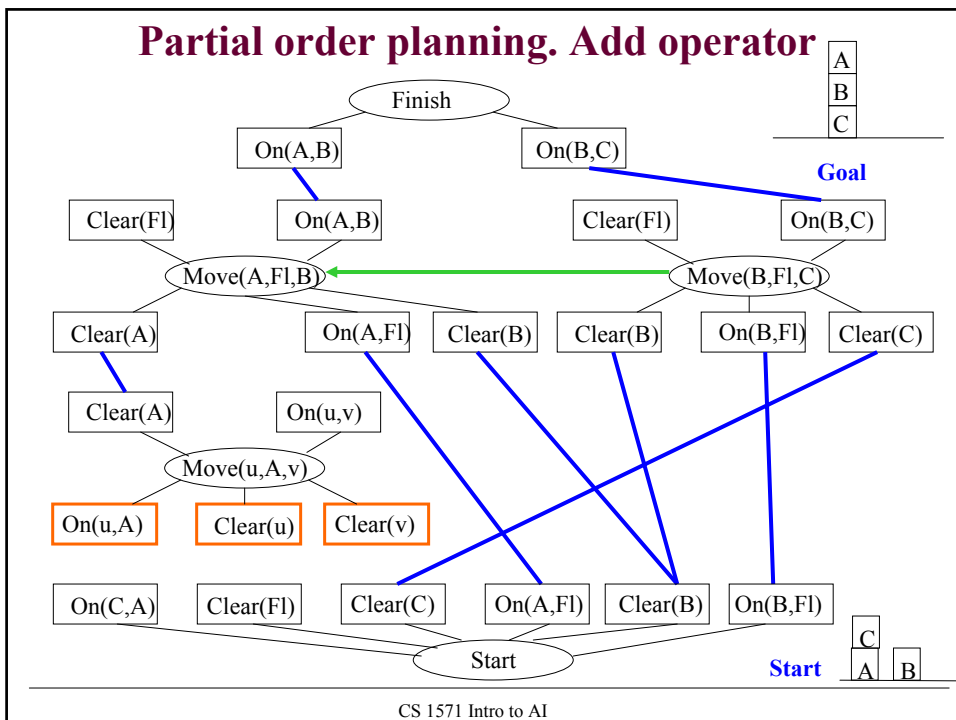 Partial order planning. Add operator
A
B
C
Finish
On(A,B) On(B,C)
Goal
Clear(Fl) On(A,B) Clear(Fl) On(B,C)
Move(A,Fl,B) Move(B,Fl,C)
Clear(A) On(A,Fl) Clear(B) Clear(B) On(B,Fl) Clear(C)
Clear(A) On(u,v)
Move(u,A,v)
On(u,A) Clear(u) Clear(v)
On(C,A) Clear(Fl) Clear(C) On(A,Fl) Clear(B) On(B,Fl)
C
Start Start A B
CS 1571 Intro to AI